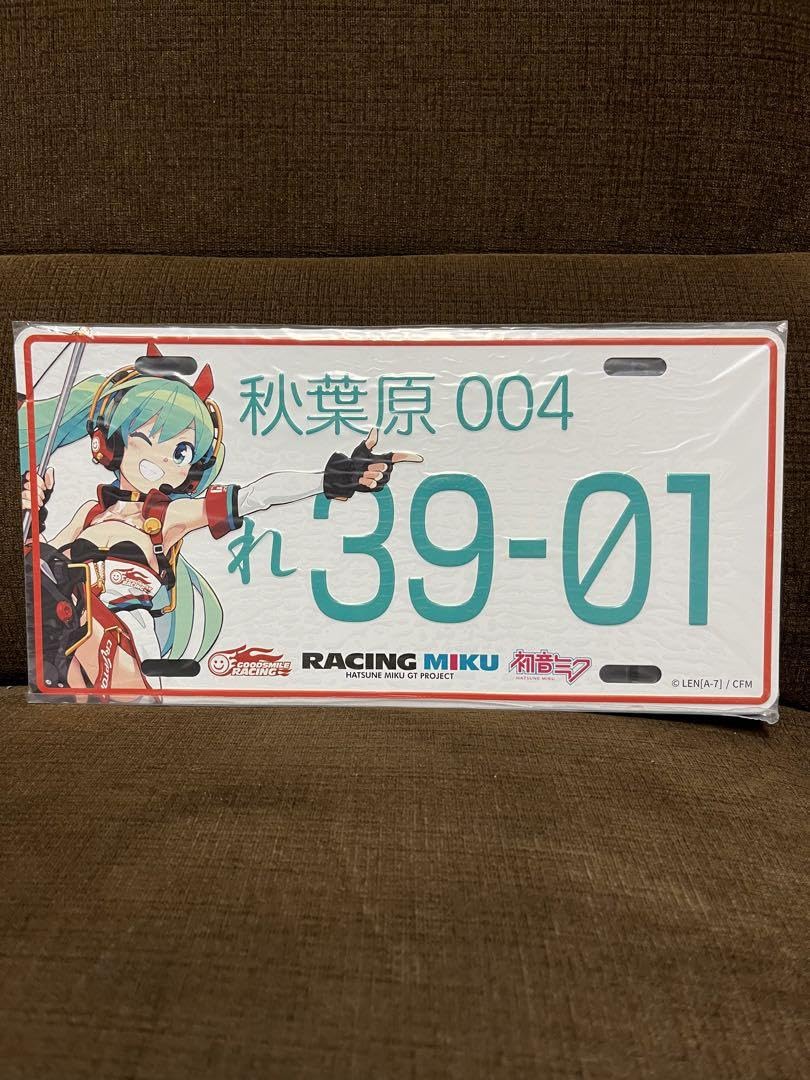 秋葉原 004
れ 39-01
GOODSMILE
RACING
RACING MIKU
HATSUNE MIKU GT PROJECT
初音ミク
HATSUNE MIKU
© LEN[A-7] / CFM